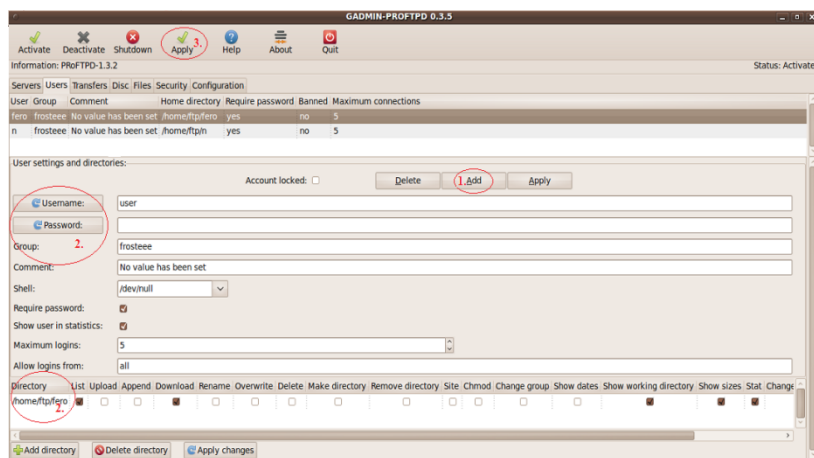 GADMIN-PROFTPD 0.3.5
Activate Deactivate Shutdown Apply 3. Help About Quit
Information: PRoFTPD-1.3.2 Status: Activate
Servers Users Transfers Disc Files Security Configuration
User Group Comment Home directory Require password Banned Maximum connections
fero frosteee No value has been set /home/ftp/fero yes no 5
n frosteee No value has been set /home/ftp/n yes no 5
User settings and directories:
Account locked: Delete 1. Add Apply
Username: user
Password:
2.
Group: frosteee
Comment: No value has been set
Shell: /dev/null
Require password:
Show user in statistics:
Maximum logins: 5
Allow logins from: all
Directory List Upload Append Download Rename Overwrite Delete Make directory Remove directory Site Chmod Change group Show dates Show working directory Show sizes Stat Change
/home/ftp/fero
2.
Add directory Delete directory Apply changes